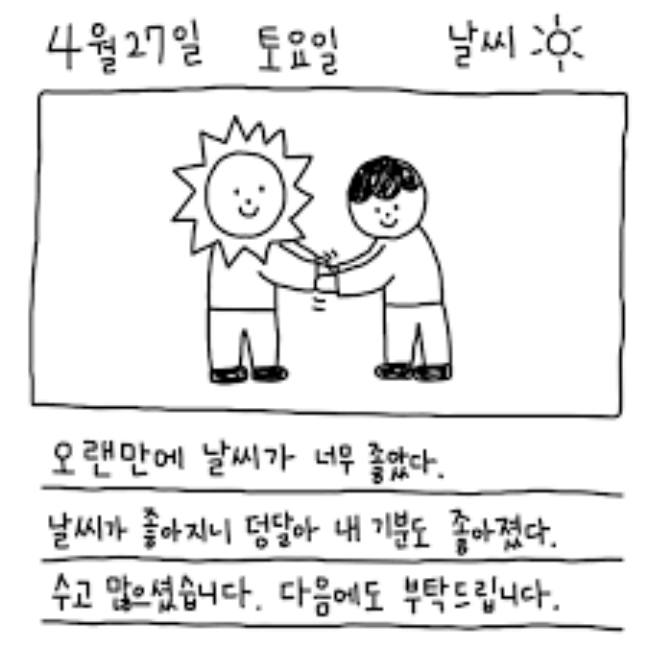 4월27일 토요일 날씨
오랜만에 날씨가 너무 좋았다.
날씨가 좋아지니 덩달아 내 기분도 좋아졌다.
수고 많으셨습니다. 다음에도 부탁드립니다.